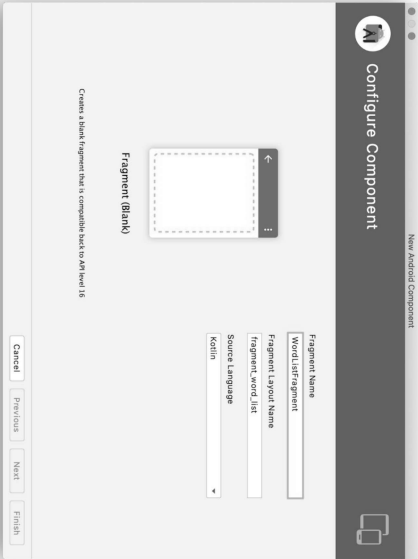 New Android Component
Configure Component
Fragment Name
WordListFragment
Fragment Layout Name
fragment_word_list
Source Language
Kotlin
Fragment (Blank)
Creates a blank fragment that is compatible back to API level 16
Cancel
Previous
Next
Finish